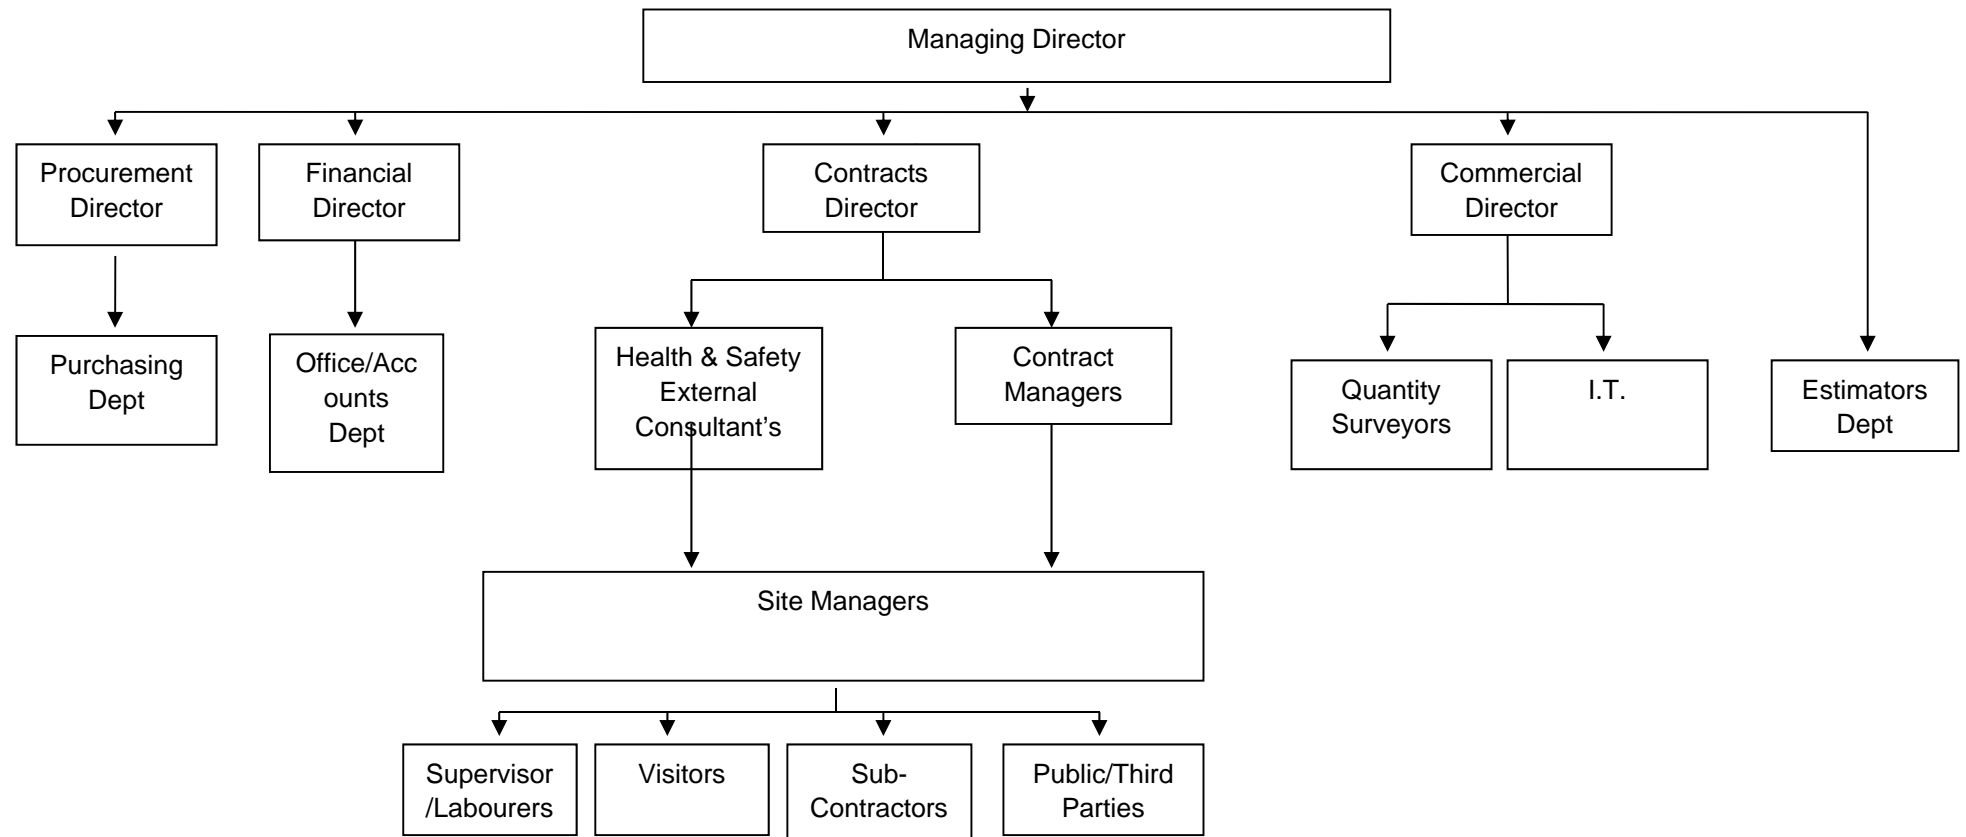 Managing Director
Procurement
Director
Financial
Director
Contracts
Director
Commercial
Director
Purchasing
Dept
Office/Acc
ounts
Dept
Health & Safety
External
Consultant’s
Contract
Managers
Quantity
Surveyors
I.T.
Estimators
Dept
Site Managers
Supervisor
/Labourers
Visitors
Sub-
Contractors
Public/Third
Parties